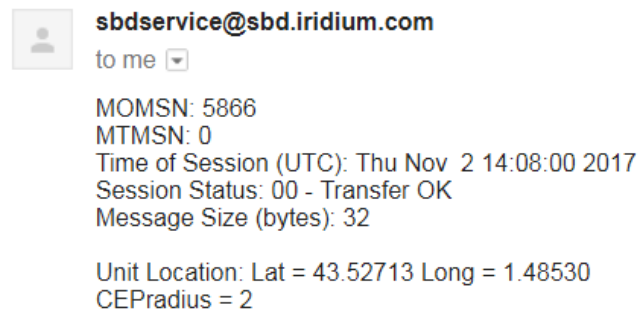 sbdservice@sbd.iridium.com
to me
MOMSN: 5866
MTMSN: 0
Time of Session (UTC): Thu Nov  2 14:08:00 2017
Session Status: 00 - Transfer OK
Message Size (bytes): 32
Unit Location: Lat = 43.52713 Long = 1.48530
CEPradius = 2